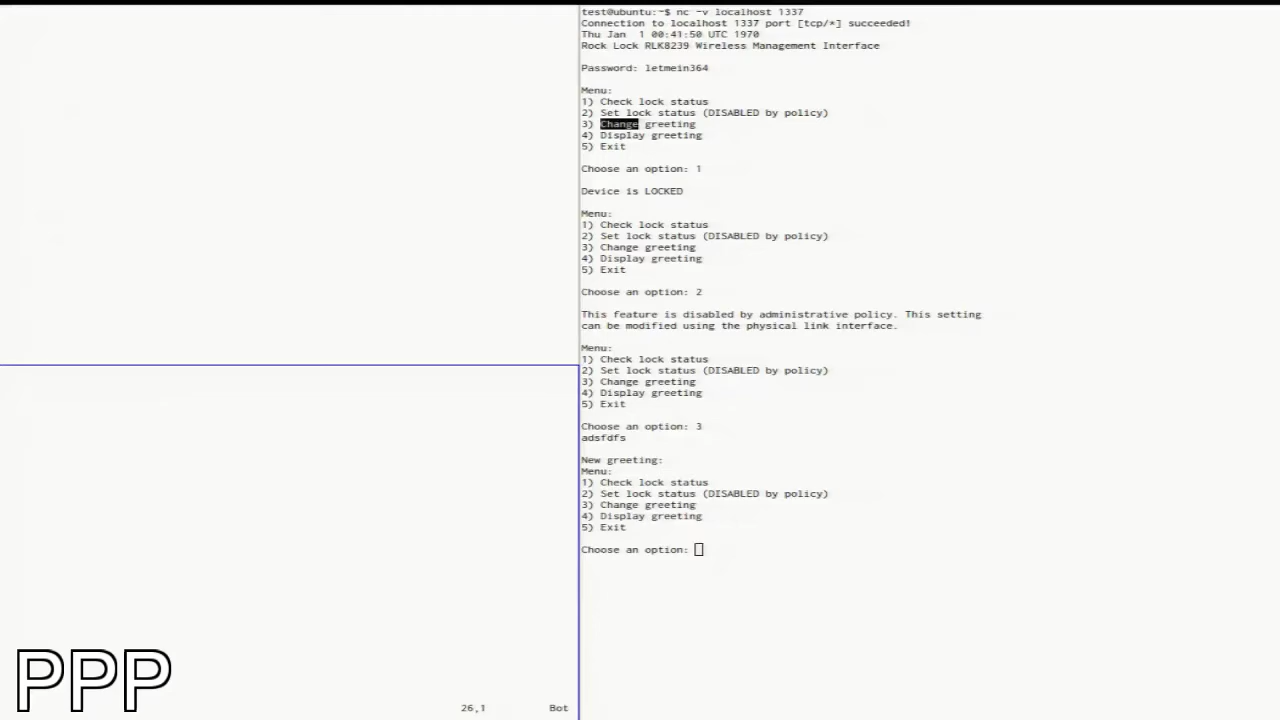 test@ubuntu:~$ nc -v localhost 1337
Connection to localhost 1337 port [tcp/*] succeeded!
Thu Jan  1 00:41:50 UTC 1970
Rock Lock RLK8239 Wireless Management Interface
Password: letmein364
Menu:
1) Check lock status
2) Set lock status (DISABLED by policy)
3) Change greeting
4) Display greeting
5) Exit
Choose an option: 1
Device is LOCKED
Menu:
1) Check lock status
2) Set lock status (DISABLED by policy)
3) Change greeting
4) Display greeting
5) Exit
Choose an option: 2
This feature is disabled by administrative policy. This setting
can be modified using the physical link interface.
Menu:
1) Check lock status
2) Set lock status (DISABLED by policy)
3) Change greeting
4) Display greeting
5) Exit
Choose an option: 3
adsfdfs
New greeting:
Menu:
1) Check lock status
2) Set lock status (DISABLED by policy)
3) Change greeting
4) Display greeting
5) Exit
Choose an option:
PPP
26,1 Bot